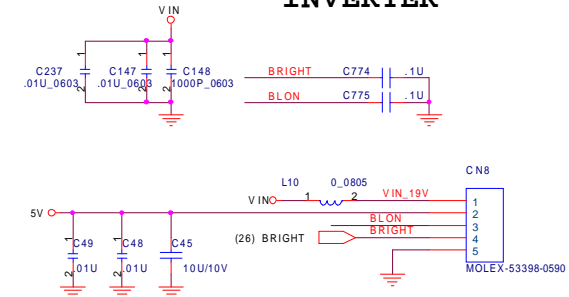 INVERTER
VIN
1 1 1
C237 C147 C148
.01U_0603 .01U_0603 1000P_0603
2 2 2
BRIGHT C774 .1U
BLON C775 .1U
CN8
L10 0_0805
VIN 1 2 VIN_19V 1
5V 2
BLON 3
(26) BRIGHT BRIGHT 4
5
1 1
C49 C48 C45
.01U .01U 10U/10V
2 2
MOLEX-53398-0590